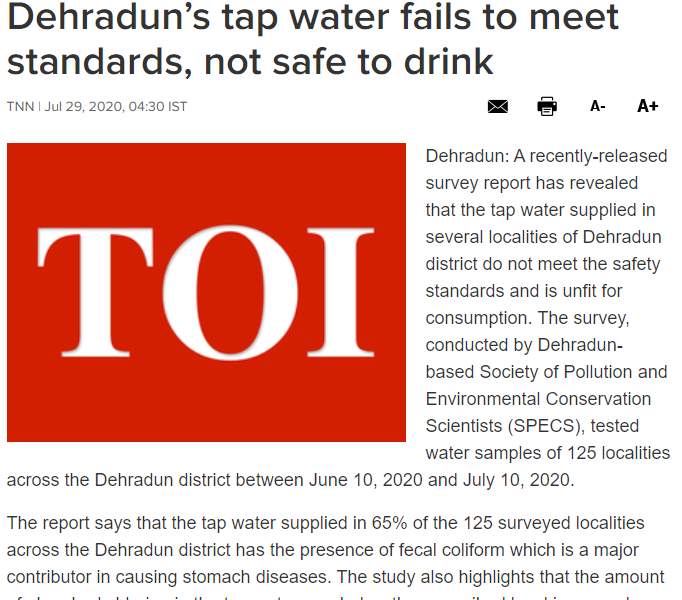 Dehradun’s tap water fails to meet
standards, not safe to drink
TNN | Jul 29, 2020, 04:30 IST
A- A+
TOI
Dehradun: A recently-released
survey report has revealed
that the tap water supplied in
several localities of Dehradun
district do not meet the safety
standards and is unfit for
consumption. The survey,
conducted by Dehradun-
based Society of Pollution and
Environmental Conservation
Scientists (SPECS), tested
water samples of 125 localities
across the Dehradun district between June 10, 2020 and July 10, 2020.
The report says that the tap water supplied in 65% of the 125 surveyed localities
across the Dehradun district has the presence of fecal coliform which is a major
contributor in causing stomach diseases. The study also highlights that the amount